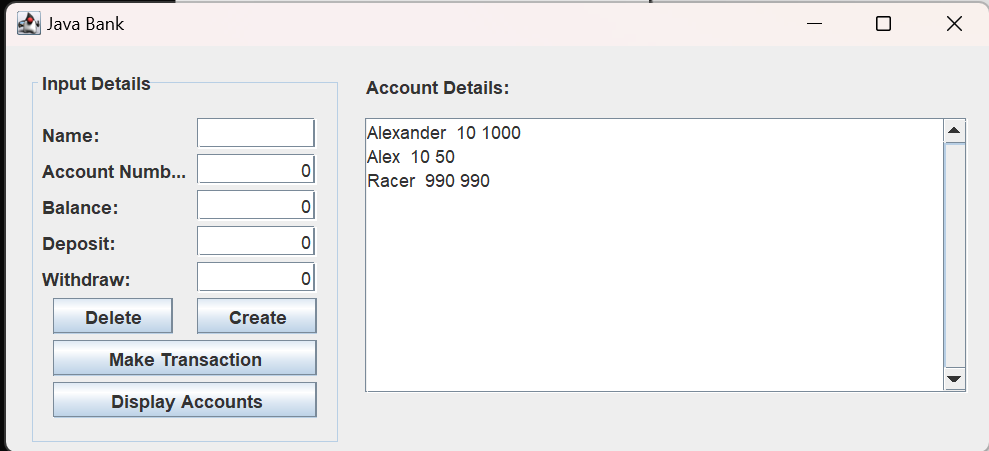 Java Bank
Input Details
Name:
Account Numb... 0
Balance: 0
Deposit: 0
Withdraw: 0
Delete Create
Make Transaction
Display Accounts
Account Details:
Alexander  10 1000
Alex  10 50
Racer  990 990